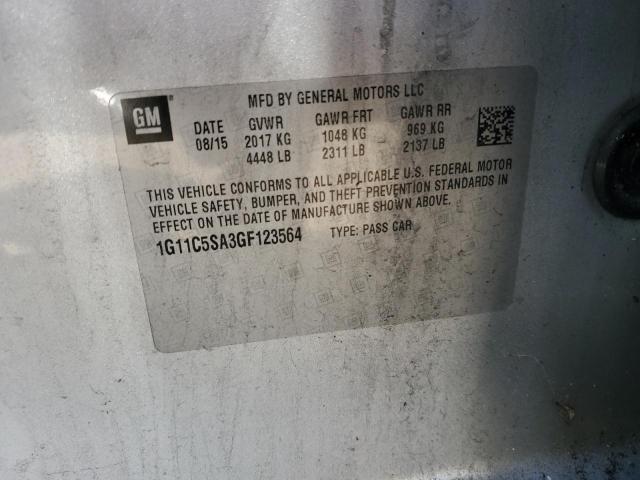 GM
MFD BY GENERAL MOTORS LLC
DATE GVWR GAWR FRT GAWR RR
08/15 2017 KG 1048 KG 969 KG
4448 LB 2311 LB 2137 LB
THIS VEHICLE CONFORMS TO ALL APPLICABLE U.S. FEDERAL MOTOR
VEHICLE SAFETY, BUMPER, AND THEFT PREVENTION STANDARDS IN
EFFECT ON THE DATE OF MANUFACTURE SHOWN ABOVE.
1G11C5SA3GF123564 TYPE: PASS CAR